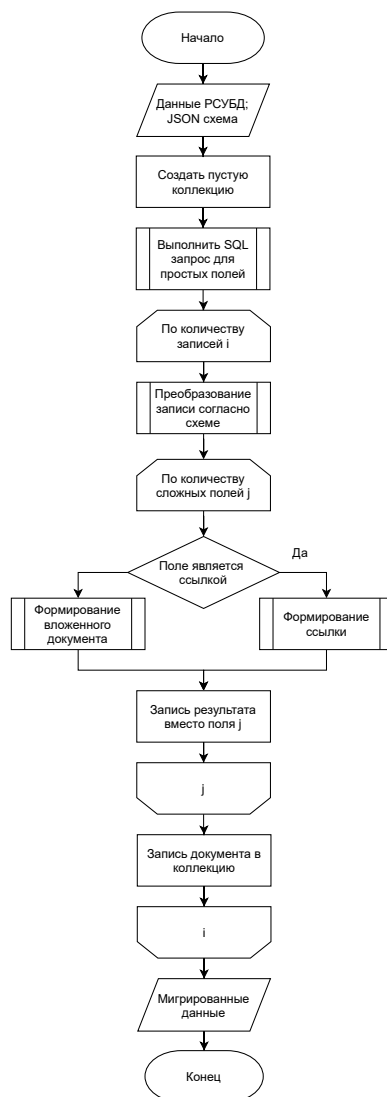 Начало
Данные РСУБД;
JSON схема
Создать пустую
коллекцию
Выполнить SQL
запрос для
простых полей
По количеству
записей i
Преобразование
записи согласно
схеме
По количеству
сложных полей j
Поле является
ссылкой
Да
Формирование
вложенного
документа
Формирование
ссылки
Запись результата
вместо поля j
j
Запись документа в
коллекцию
i
Мигрированные
данные
Конец